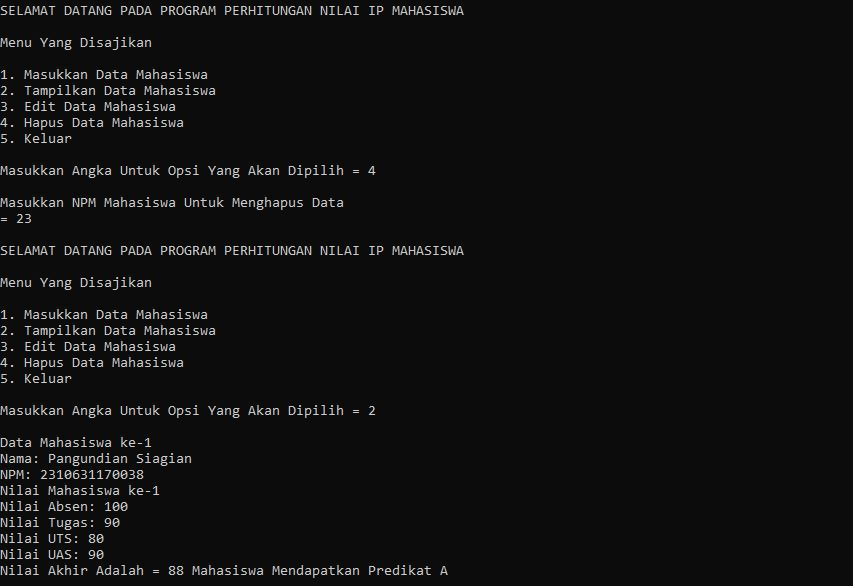 SELAMAT DATANG PADA PROGRAM PERHITUNGAN NILAI IP MAHASISWA
Menu Yang Disajikan
1. Masukkan Data Mahasiswa
2. Tampilkan Data Mahasiswa
3. Edit Data Mahasiswa
4. Hapus Data Mahasiswa
5. Keluar
Masukkan Angka Untuk Opsi Yang Akan Dipilih = 4
Masukkan NPM Mahasiswa Untuk Menghapus Data
= 23
SELAMAT DATANG PADA PROGRAM PERHITUNGAN NILAI IP MAHASISWA
Menu Yang Disajikan
1. Masukkan Data Mahasiswa
2. Tampilkan Data Mahasiswa
3. Edit Data Mahasiswa
4. Hapus Data Mahasiswa
5. Keluar
Masukkan Angka Untuk Opsi Yang Akan Dipilih = 2
Data Mahasiswa ke-1
Nama: Pangundian Siagian
NPM: 2310631170038
Nilai Mahasiswa ke-1
Nilai Absen: 100
Nilai Tugas: 90
Nilai UTS: 80
Nilai UAS: 90
Nilai Akhir Adalah = 88 Mahasiswa Mendapatkan Predikat A